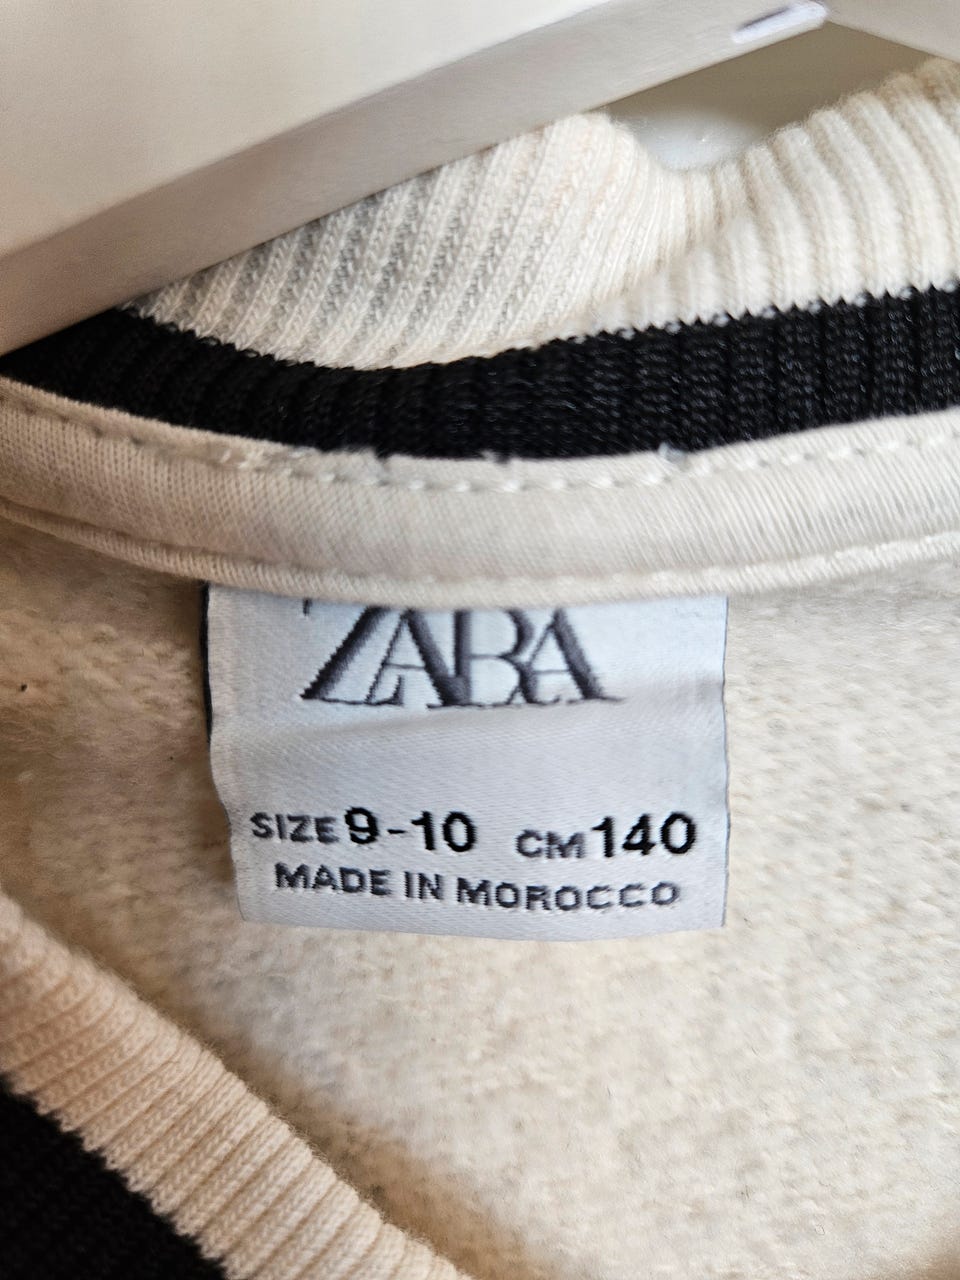 ZARA
SIZE 9-10 CM 140
MADE IN MOROCCO